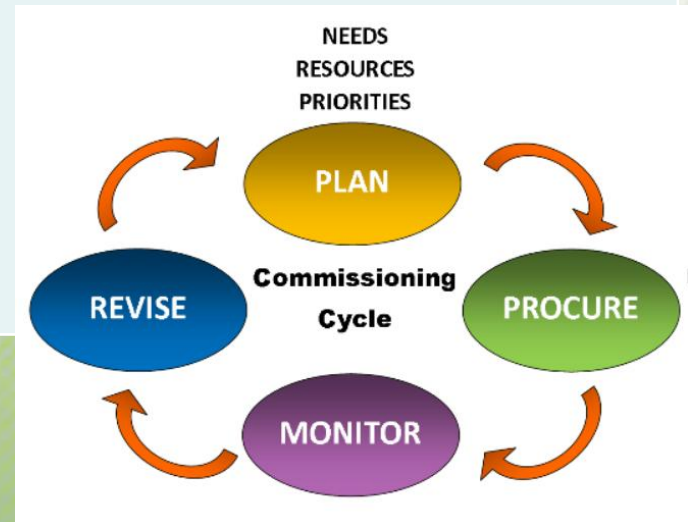 NEEDS
RESOURCES
PRIORITIES
PLAN
Commissioning
Cycle
REVISE
PROCURE
MONITOR